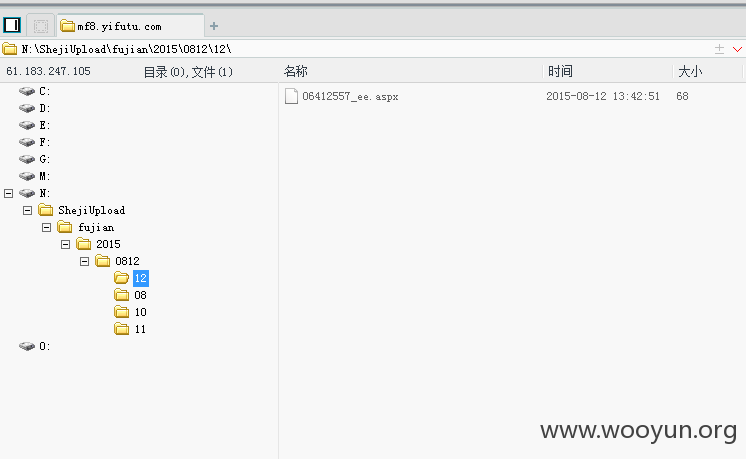 mf8.yifutu.com
N:\ShejiUpload\fujian\2015\0812\12\
61.183.247.105 目录(0),文件(1) 名称 时间 大小
C: 06412557_ee.aspx 2015-08-12 13:42:51 68
D:
E:
F:
G:
M:
N:
ShejiUpload
fujian
2015
0812
12
08
10
11
O:
www.wooyun.org